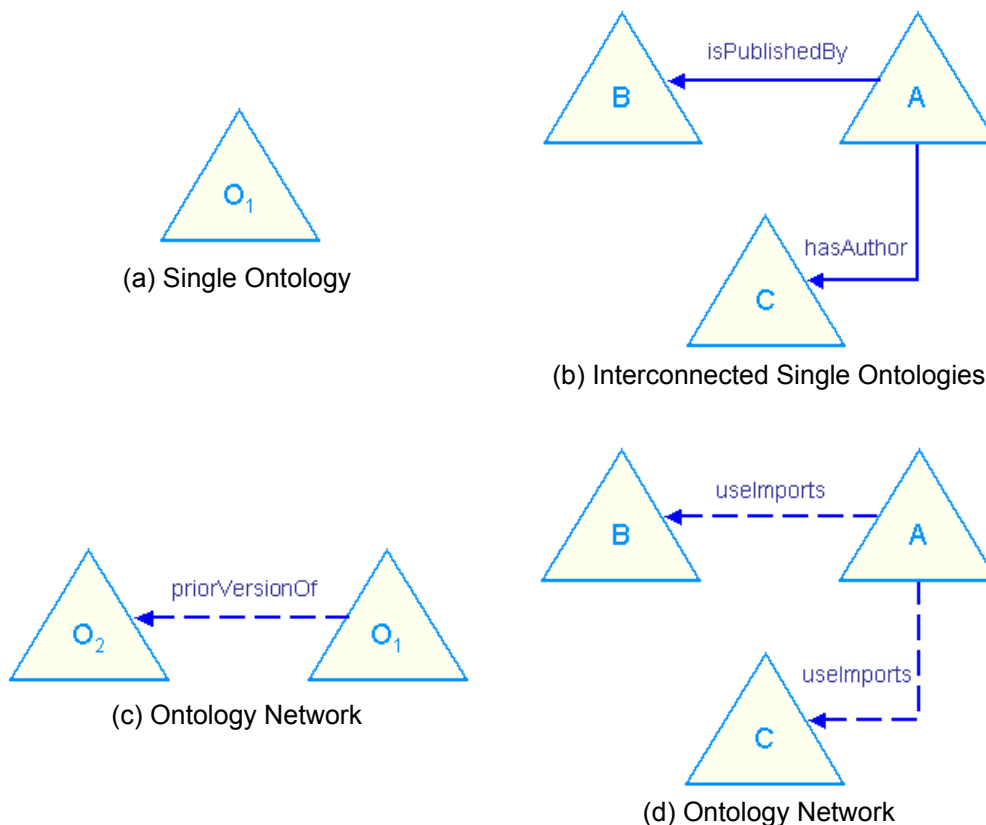 isPublishedBy
B
A
O1
hasAuthor
C
(a) Single Ontology
(b) Interconnected Single Ontologies
useImports
B
A
priorVersionOf
O2
O1
useImports
C
(c) Ontology Network
(d) Ontology Network